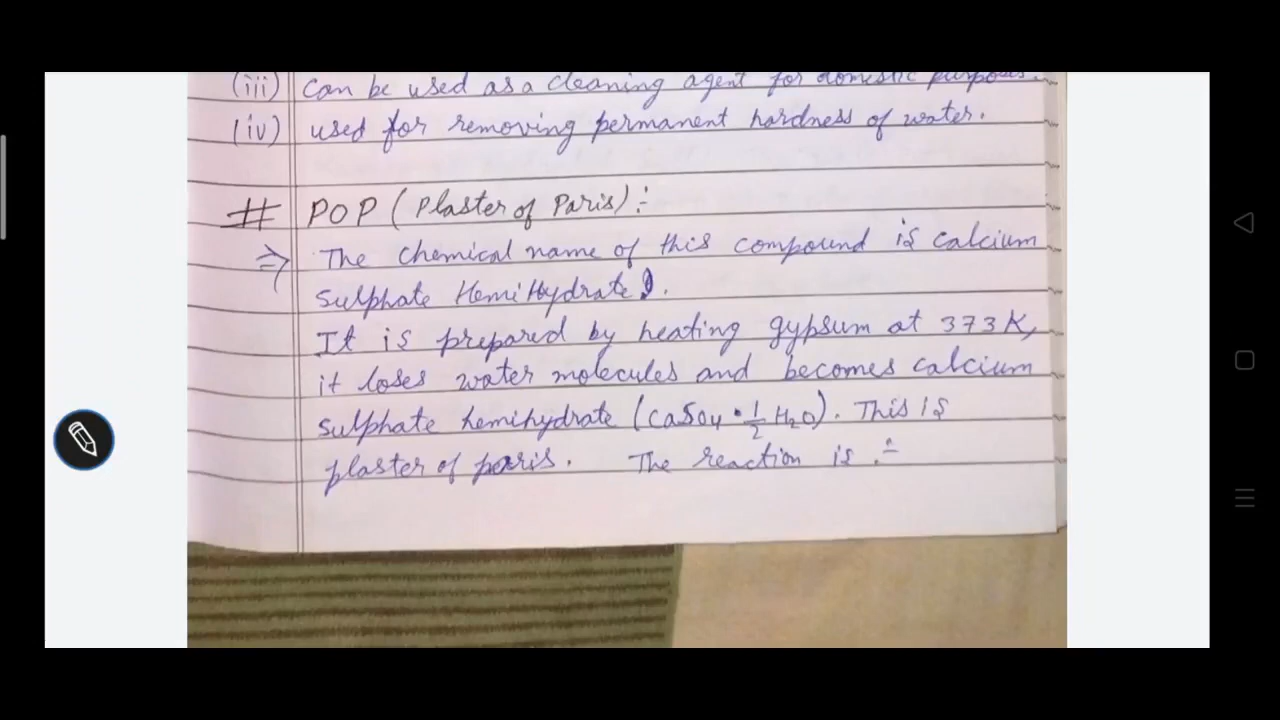 (iii) can be used as a cleaning agent for domestic purposes.
(iv) used for removing permanent hardness of water.
# POP (Plaster of Paris) :-
⇒ The chemical name of this compound is calcium
sulphate HemiHydrate.
It is prepared by heating gypsum at 373K,
it loses water molecules and becomes calcium
sulphate hemihydrate (CaSO4 · 1/2 H2O). This is
plaster of paris. The reaction is :-